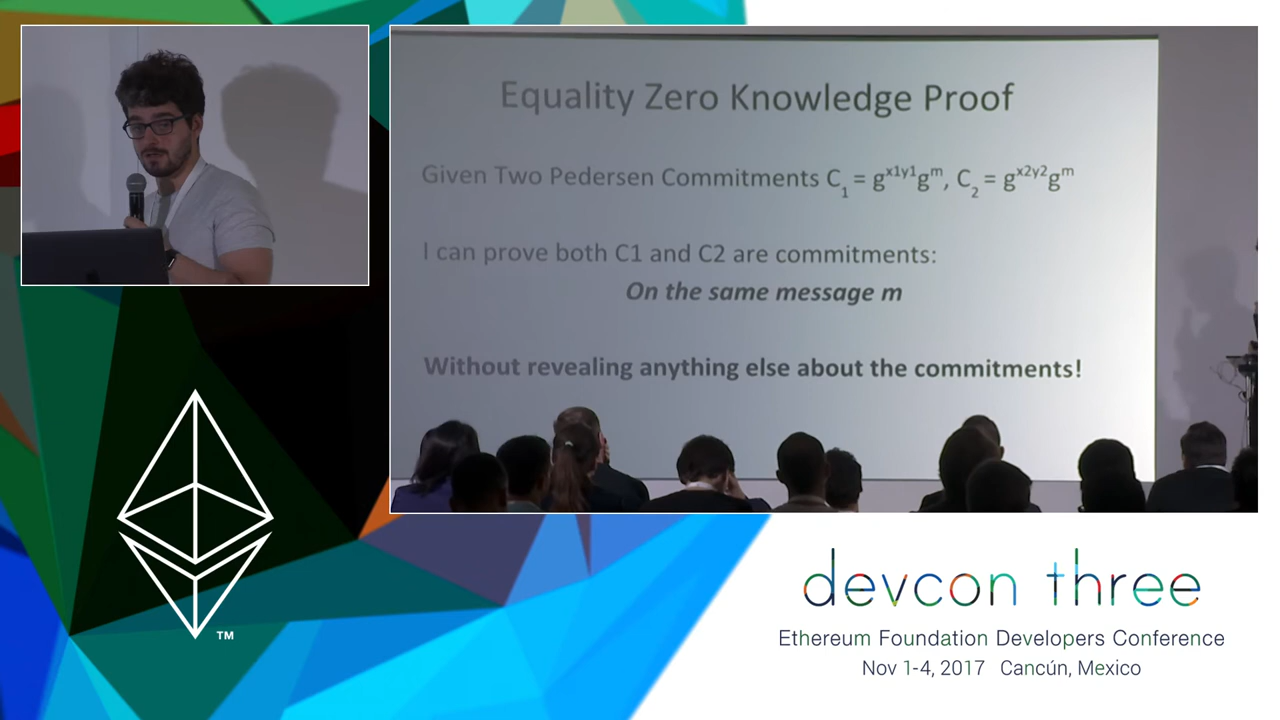 Equality Zero Knowledge Proof
Given Two Pedersen Commitments C₁ = gˣ¹ʸ¹gᵐ, C₂ = gˣ²ʸ²gᵐ
I can prove both C1 and C2 are commitments:
On the same message m
Without revealing anything else about the commitments!
TM
devcon three
Ethereum Foundation Developers Conference
Nov 1-4, 2017 Cancún, Mexico